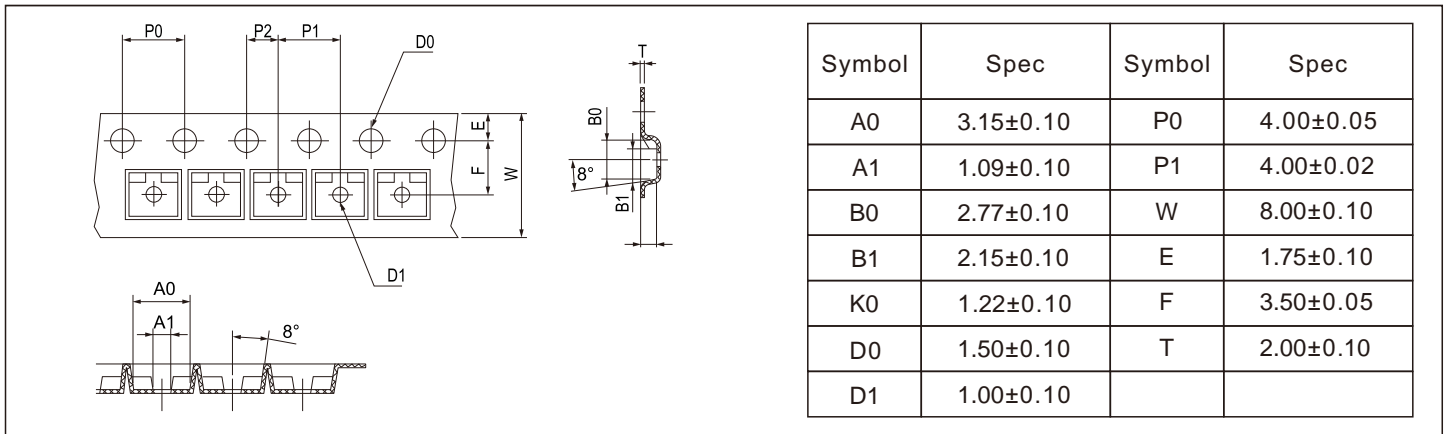 P0 P2 P1 D0
E
F
W
D1
T
B0
8°
B1
A0
A1
8°
Symbol Spec Symbol Spec
A0 3.15±0.10 P0 4.00±0.05
A1 1.09±0.10 P1 4.00±0.02
B0 2.77±0.10 W 8.00±0.10
B1 2.15±0.10 E 1.75±0.10
K0 1.22±0.10 F 3.50±0.05
D0 1.50±0.10 T 2.00±0.10
D1 1.00±0.10